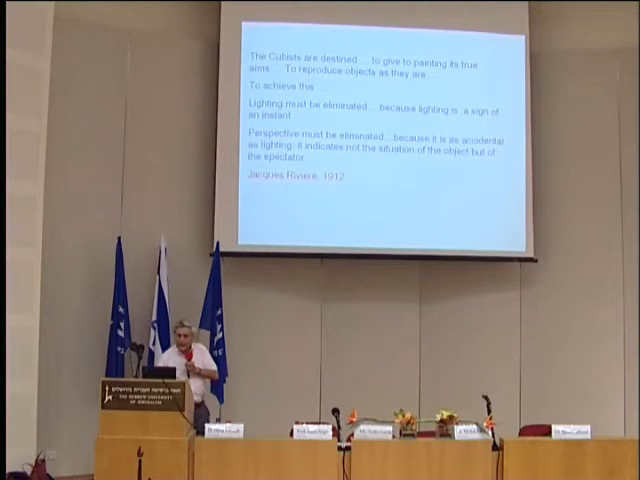 The Cubists are destined ... to give to painting its true
aims ... To reproduce objects as they are ...
To achieve this ...
Lighting must be eliminated ... because lighting is a sign of
an instant
Perspective must be eliminated ... because it is as accidental
as lighting: it indicates not the situation of the object but of
the spectator
Jacques Riviere, 1912
האוניברסיטה העברית בירושלים
THE HEBREW UNIVERSITY
OF JERUSALEM